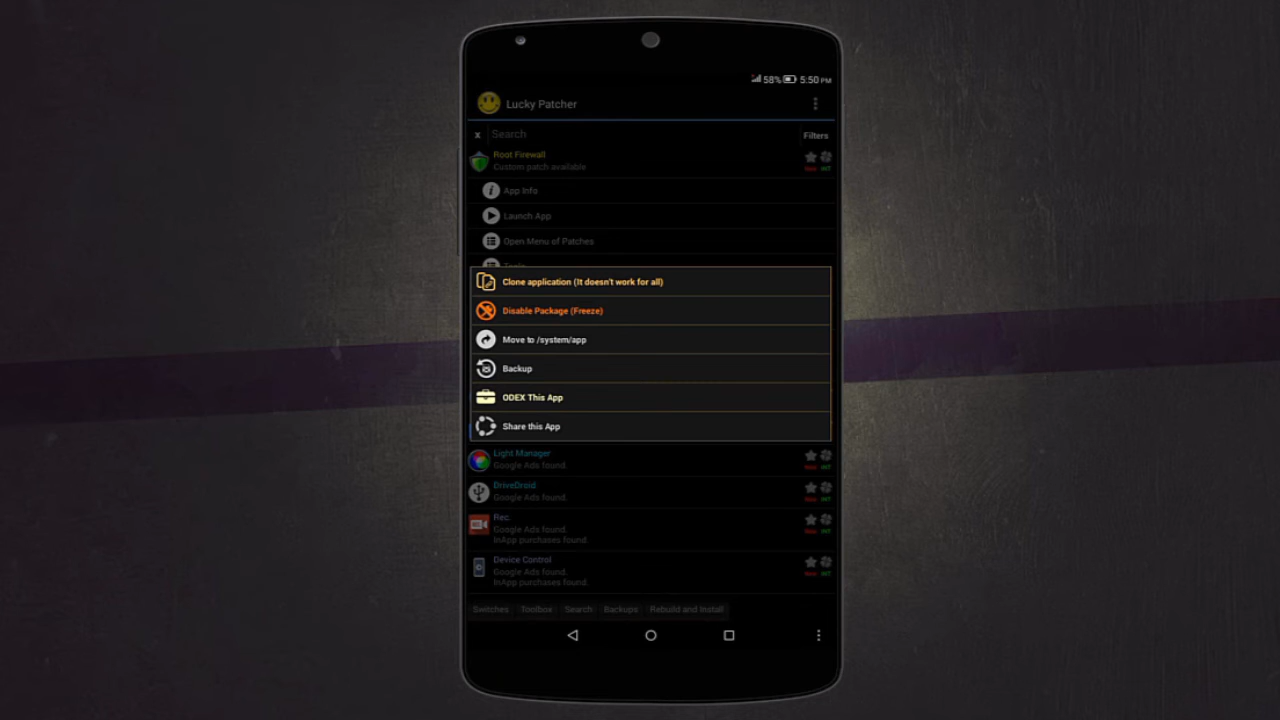 58% 5:50 PM
Lucky Patcher
x Search Filters
Root Firewall
Custom patch available
App Info
Launch App
Open Menu of Patches
Tools
Clone application (It doesn't work for all)
Disable Package (Freeze)
Move to /system/app
Backup
ODEX This App
Share this App
Light Manager
Google Ads found.
DriveDroid
Google Ads found.
Rec.
Google Ads found.
InApp purchases found.
Device Control
Google Ads found.
InApp purchases found.
Switches Toolbox Search Backups Rebuild and Install